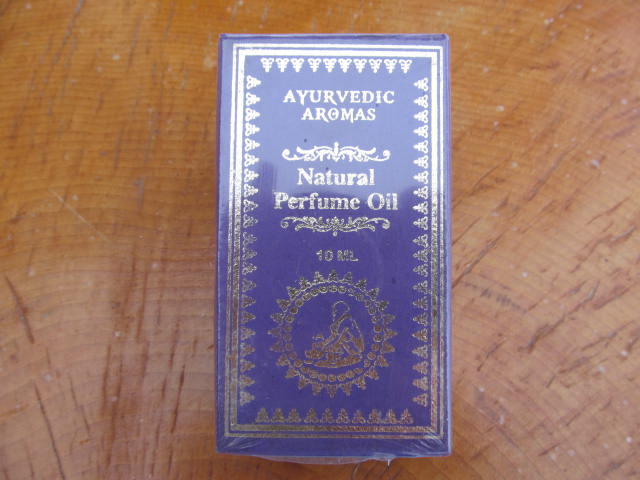 AYURVEDIC
AROMAS
Natural
Perfume Oil
10 ML